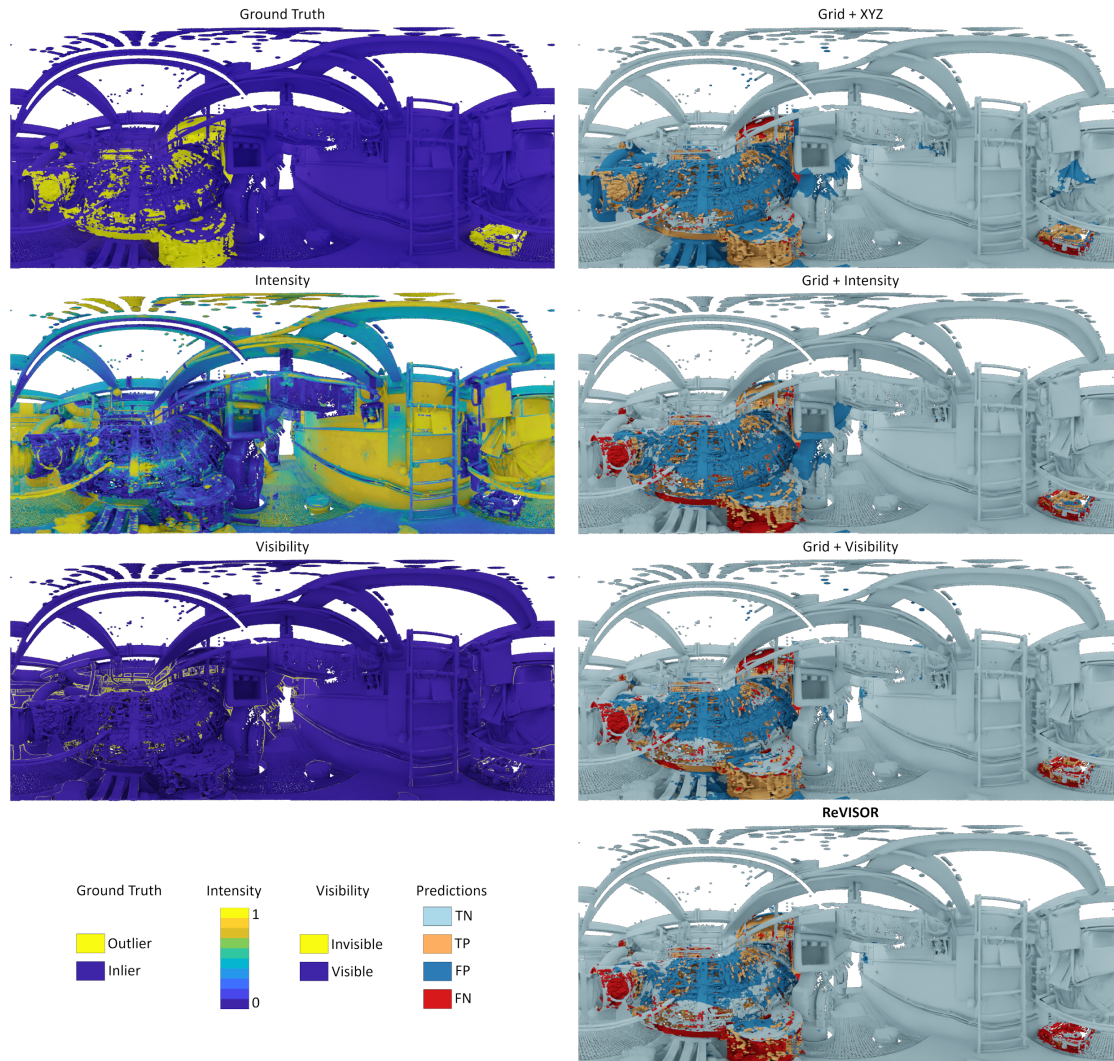 Ground Truth
Grid + XYZ
Intensity
Grid + Intensity
Visibility
Grid + Visibility
ReVISOR
Ground Truth
Outlier
Inlier
Intensity
1
0
Visibility
Invisible
Visible
Predictions
TN
TP
FP
FN